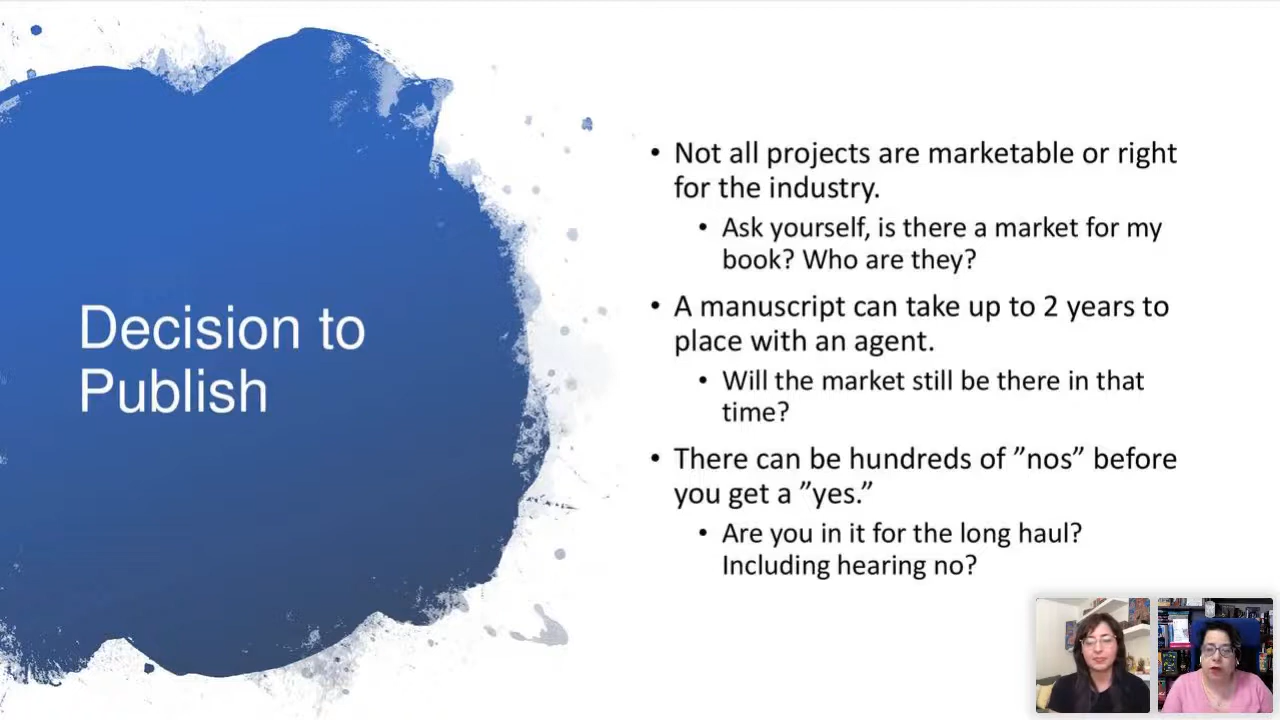 Decision to
Publish
• Not all projects are marketable or right
for the industry.
• Ask yourself, is there a market for my
book? Who are they?
• A manuscript can take up to 2 years to
place with an agent.
• Will the market still be there in that
time?
• There can be hundreds of ”nos” before
you get a ”yes.”
• Are you in it for the long haul?
Including hearing no?